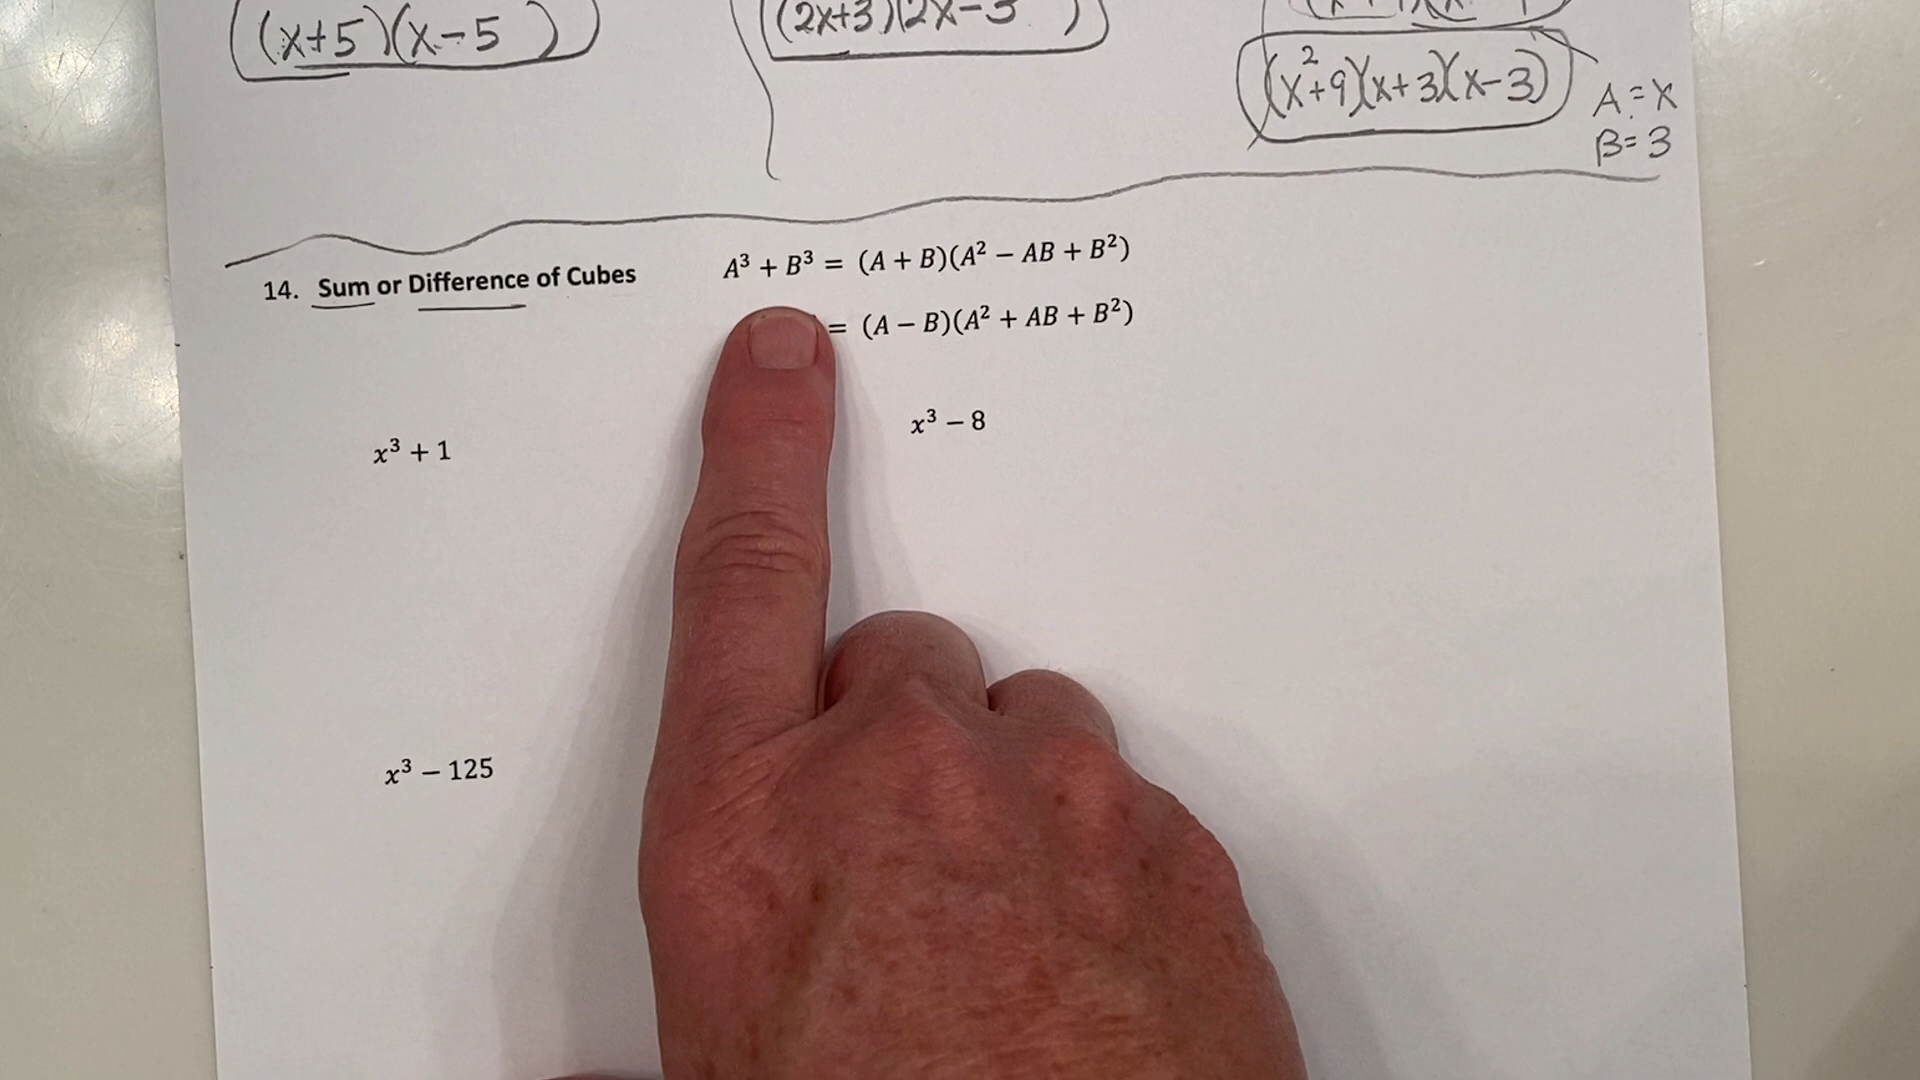 (x+5)(x-5)
(2x+3)(2x-3)
(x²+9)(x+3)(x-3)
A=x
B=3
14. Sum or Difference of Cubes
A³ + B³ = (A + B)(A² − AB + B²)
= (A − B)(A² + AB + B²)
x³ + 1
x³ − 8
x³ − 125